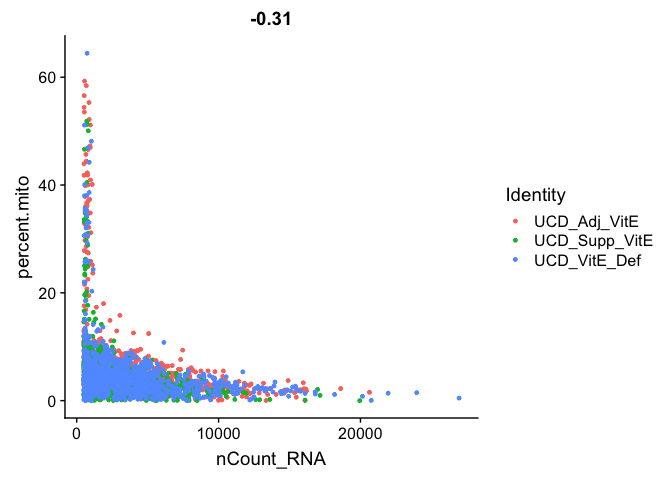 -0.31
60
40
20
0
percent.mito
0
10000
20000
nCount_RNA
Identity
UCD_Adj_VitE
UCD_Supp_VitE
UCD_VitE_Def